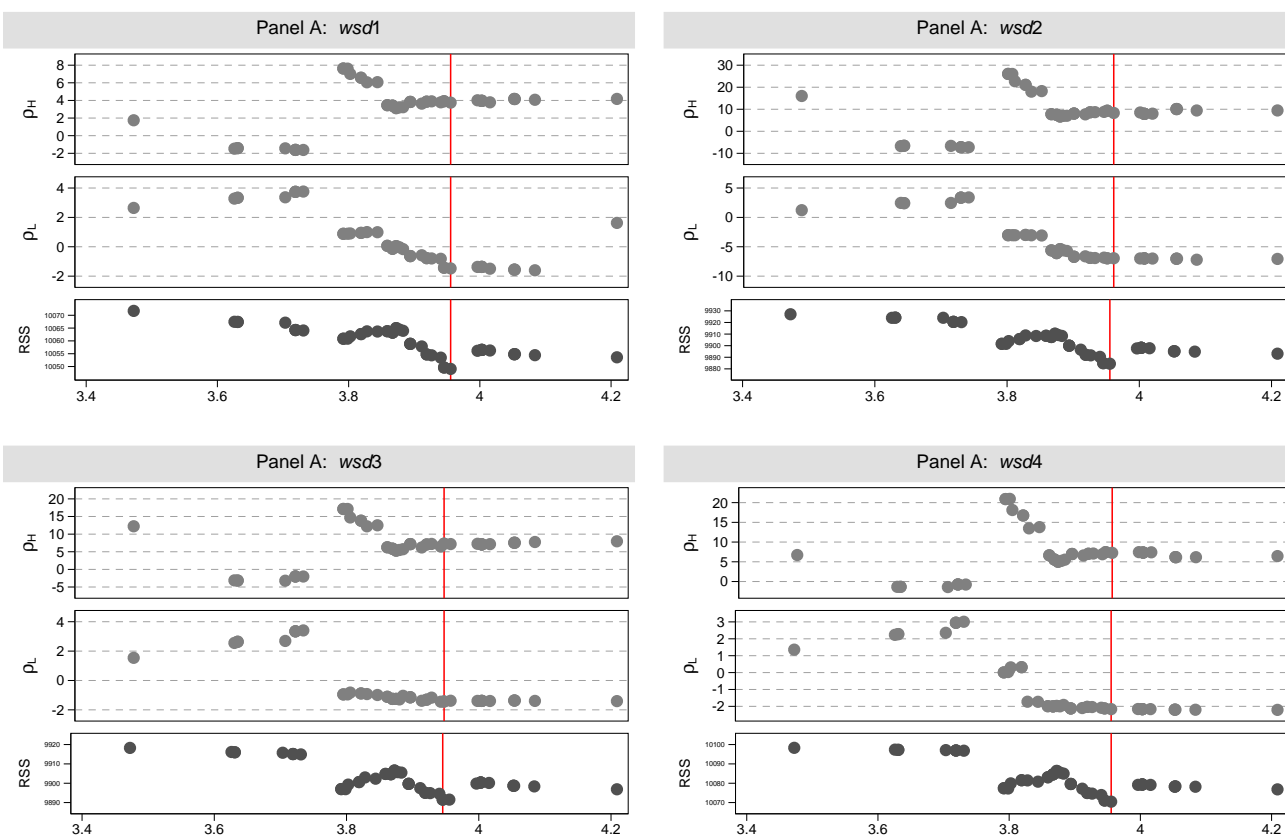 Panel A: wsd1
8
6
4
2
0
-2
ρH
4
2
0
-2
ρL
10070
10065
10060
10055
10050
RSS
3.4 3.6 3.8 4 4.2
Panel A: wsd2
30
20
10
0
-10
ρH
5
0
-5
-10
ρL
9930
9920
9910
9900
9890
9880
RSS
3.4 3.6 3.8 4 4.2
Panel A: wsd3
20
15
10
5
0
-5
ρH
4
2
0
-2
ρL
9920
9910
9900
9890
RSS
3.4 3.6 3.8 4 4.2
Panel A: wsd4
20
15
10
5
0
ρH
3
2
1
0
-1
-2
ρL
10100
10090
10080
10070
RSS
3.4 3.6 3.8 4 4.2